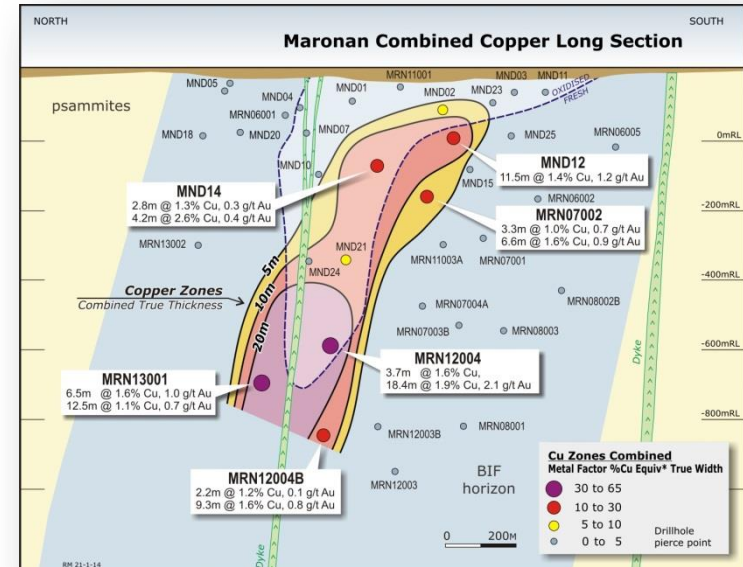 NORTH
SOUTH
Maronan Combined Copper Long Section
MRN11001
MND05
MND01
MND03
MND11
MND04
MND02
MND23
OXIDISED
FRESH
psammites
MRN06001
MND18
MND20
MND07
MND25
MRN06005
0mRL
MND10
MND12
11.5m @ 1.4% Cu, 1.2 g/t Au
MND14
2.8m @ 1.3% Cu, 0.3 g/t Au
4.2m @ 2.6% Cu, 0.4 g/t Au
MND15
MRN06002
-200mRL
MRN07002
3.3m @ 1.0% Cu, 0.7 g/t Au
6.6m @ 1.6% Cu, 0.9 g/t Au
MRN13002
MND21
MRN11003A
MRN07001
MND24
5m
10m
20m
-400mRL
Copper Zones
Combined True Thickness
MRN08002B
MRN07004A
MRN07003B
MRN08003
Dyke
-600mRL
MRN12004
3.7m @ 1.6% Cu,
18.4m @ 1.9% Cu, 2.1 g/t Au
MRN13001
6.5m @ 1.6% Cu, 1.0 g/t Au
12.5m @ 1.1% Cu, 0.7 g/t Au
-800mRL
MRN12003B
MRN08001
MRN12004B
2.2m @ 1.2% Cu, 0.1 g/t Au
9.3m @ 1.6% Cu, 0.8 g/t Au
MRN12003
BIF
horizon
Cu Zones Combined
Metal Factor %Cu Equiv* True Width
30 to 65
10 to 30
5 to 10
0 to 5
Drillhole
pierce point
0 200M
Dyke
RM 21-1-14